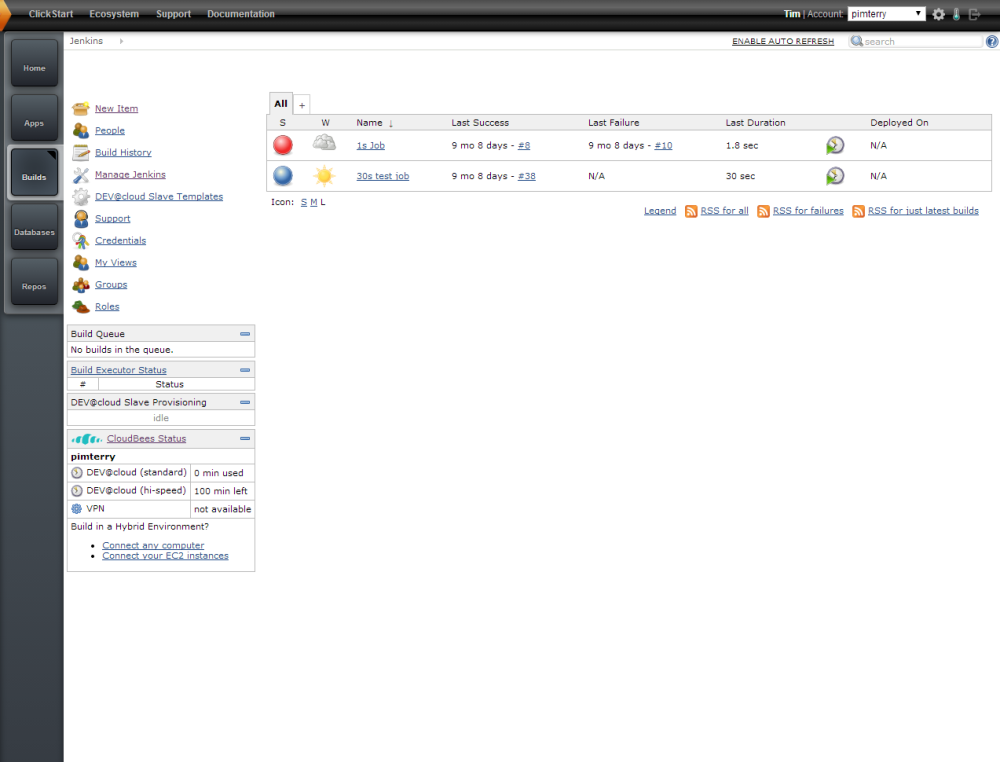 ClickStart Ecosystem Support Documentation
Tim | Account: pimterry
Jenkins
ENABLE AUTO REFRESH
search
Home
Apps
Builds
Databases
Repos
New Item
People
Build History
Manage Jenkins
DEV@cloud Slave Templates
Support
Credentials
My Views
Groups
Roles
Build Queue
No builds in the queue.
Build Executor Status
# Status
DEV@cloud Slave Provisioning
idle
CloudBees Status
pimterry
DEV@cloud (standard) 0 min used
DEV@cloud (hi-speed) 100 min left
VPN not available
Build in a Hybrid Environment?
Connect any computer
Connect your EC2 instances
All +
S W Name ↓ Last Success Last Failure Last Duration Deployed On
1s Job 9 mo 8 days - #8 9 mo 8 days - #10 1.8 sec N/A
30s test job 9 mo 8 days - #38 N/A 30 sec N/A
Icon: S M L
Legend RSS for all RSS for failures RSS for just latest builds